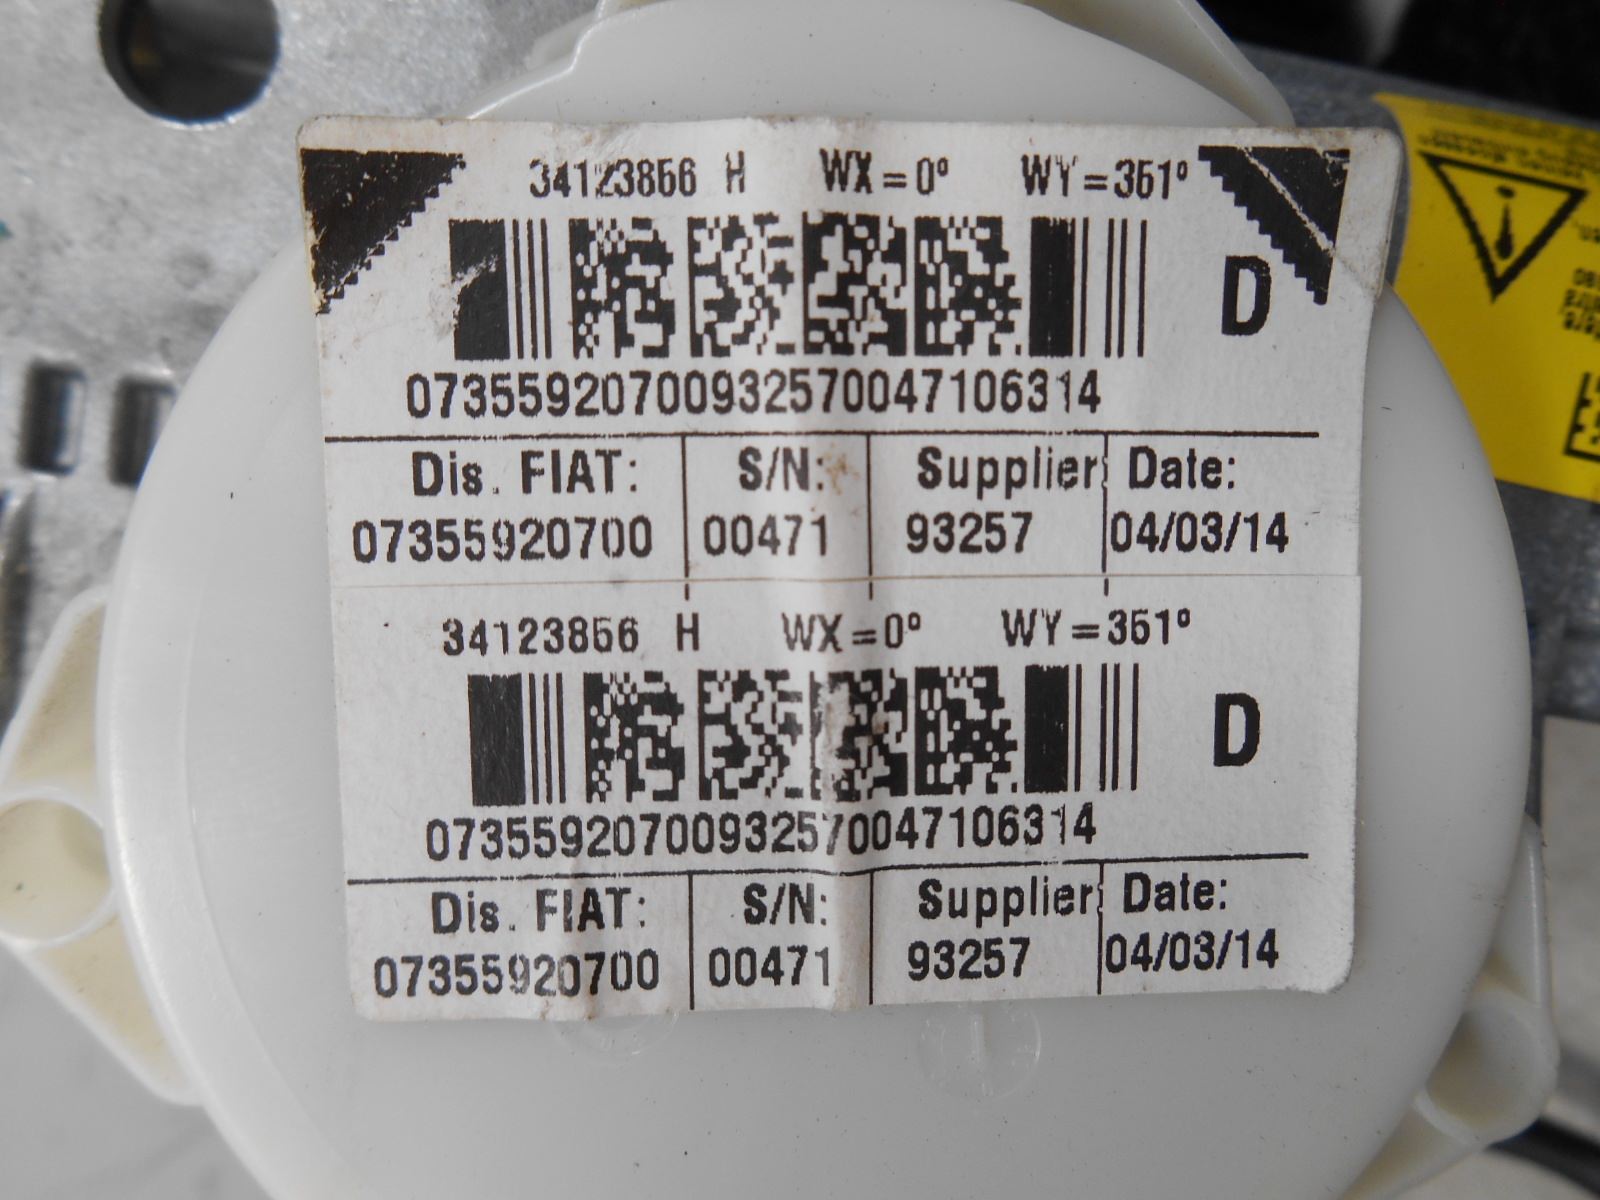 34123856 H WX=0° WY=351°
D
07355920700932570047106314
Dis. FIAT: S/N: Supplier: Date:
07355920700 00471 93257 04/03/14
34123856 H WX=0° WY=351°
D
07355920700932570047106314
Dis. FIAT: S/N: Supplier: Date:
07355920700 00471 93257 04/03/14